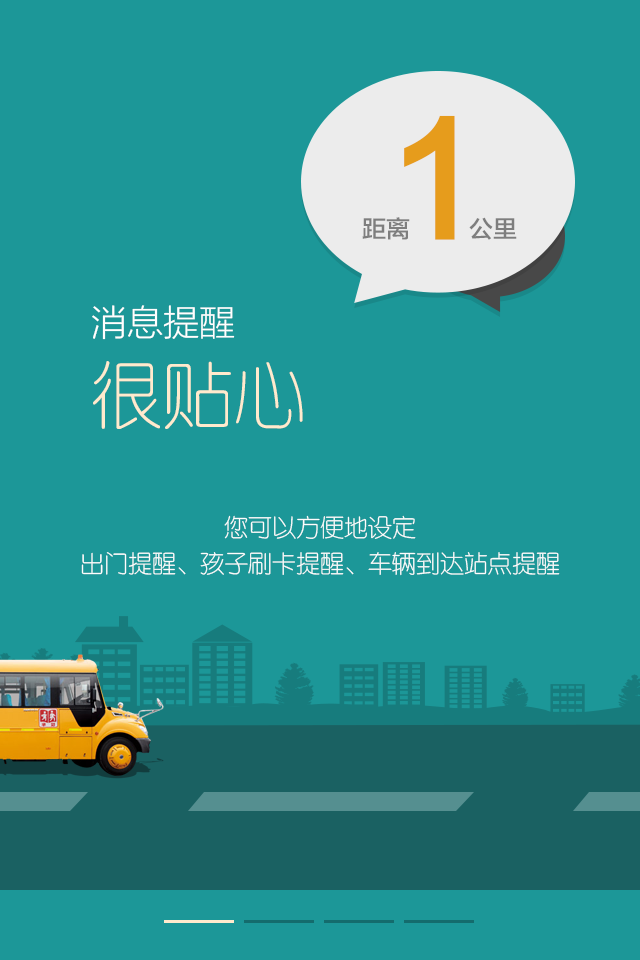 距离 1 公里
消息提醒
很贴心
您可以方便地设定
出门提醒、孩子刷卡提醒、车辆到达站点提醒